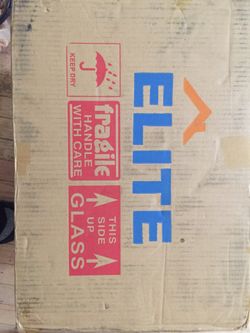 ELITE
KEEP DRY
fragile
HANDLE
WITH CARE
THIS
SIDE UP
GLASS